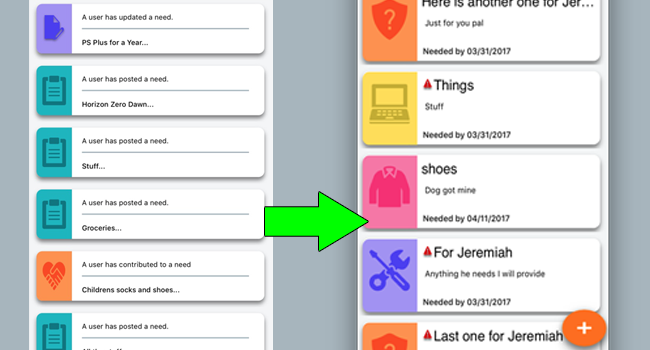 A user has updated a need.
PS Plus for a Year...
A user has posted a need.
Horizon Zero Dawn...
A user has posted a need.
Stuff...
A user has posted a need.
Groceries...
A user has contributed to a need
Childrens socks and shoes...
A user has posted a need.
Here is another one for Jer...
Just for you pal
Needed by 03/31/2017
Things
Stuff
Needed by 03/31/2017
shoes
Dog got mine
Needed by 04/11/2017
For Jeremiah
Anything he needs I will provide
Needed by 03/31/2017
Last one for Jeremiah